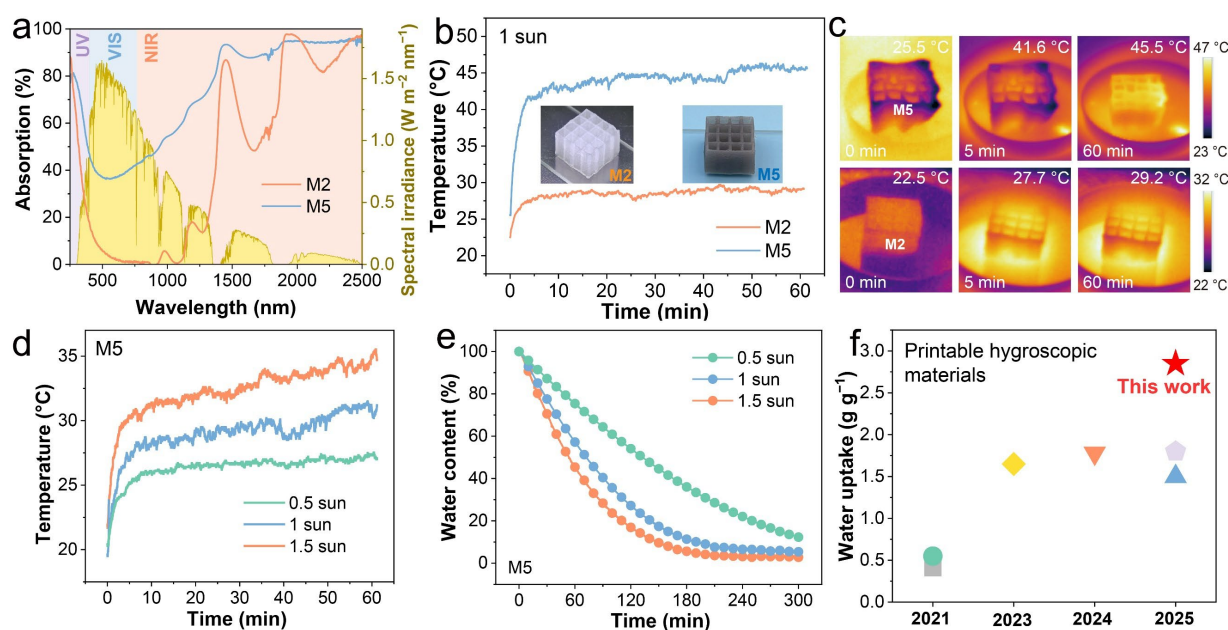 a
UV
VIS
NIR
M2
M5
100
80
60
40
20
0
Absorption (%)
500
1000
1500
2000
2500
Wavelength (nm)
1.5
1.0
0.5
0.0
Spectral irradiance (W m⁻² nm⁻¹)
b
1 sun
M2
M5
M2
M5
50
45
40
35
30
25
Temperature (°C)
0
10
20
30
40
50
60
Time (min)
c
25.5 °C
M5
0 min
41.6 °C
5 min
45.5 °C
60 min
47 °C
23 °C
22.5 °C
M2
0 min
27.7 °C
5 min
29.2 °C
60 min
32 °C
22 °C
d
M5
0.5 sun
1 sun
1.5 sun
35
30
25
20
Temperature (°C)
0
10
20
30
40
50
60
Time (min)
e
0.5 sun
1 sun
1.5 sun
M5
100
80
60
40
20
0
Water content (%)
0
60
120
180
240
300
Time (min)
f
Printable hygroscopic
materials
This work
3.0
2.5
2.0
1.5
1.0
0.5
0.0
Water uptake (g g⁻¹)
2021
2023
2024
2025